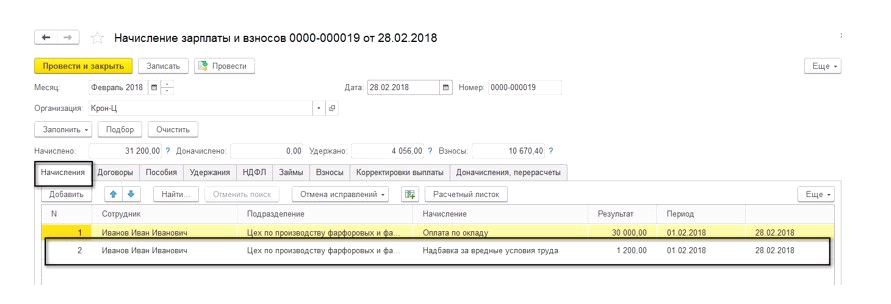 Начисление зарплаты и взносов 0000-000019 от 28.02.2018
Провести и закрыть Записать Провести Еще
Месяц: Февраль 2018 Дата: 28.02.2018 Номер: 0000-000019
Организация: Крон-Ц
Заполнить Подбор Очистить
Начислено: 31 200,00 ? Доначислено: 0,00 Удержано: 4 056,00 ? Взносы: 10 670,40 ?
Начисления Договоры Пособия Удержания НДФЛ Займы Взносы Корректировки выплаты Доначисления, перерасчеты
Добавить Найти... Отменить поиск Отмена исправлений Расчетный листок Еще
N Сотрудник Подразделение Начисление Результат Период
1 Иванов Иван Иванович Цех по производству фарфоровых и фа... Оплата по окладу 30 000,00 01.02.2018 28.02.2018
2 Иванов Иван Иванович Цех по производству фарфоровых и фа... Надбавка за вредные условия труда 1 200,00 01.02.2018 28.02.2018